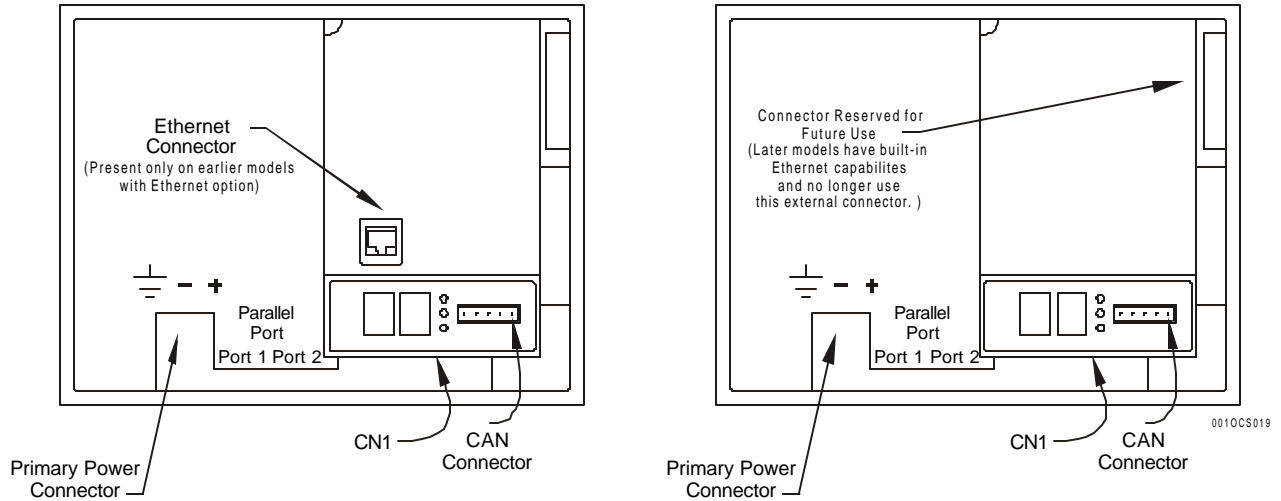 Ethernet
Connector
(Present only on earlier models
with Ethernet option)
– +
Parallel
Port
Port 1 Port 2
CN1
CAN
Connector
Primary Power
Connector
Connector Reserved for
Future Use
(Later models have built-in
Ethernet capabilites
and no longer use
this external connector. )
– +
Parallel
Port
Port 1 Port 2
CN1
CAN
Connector
Primary Power
Connector
001OCS019